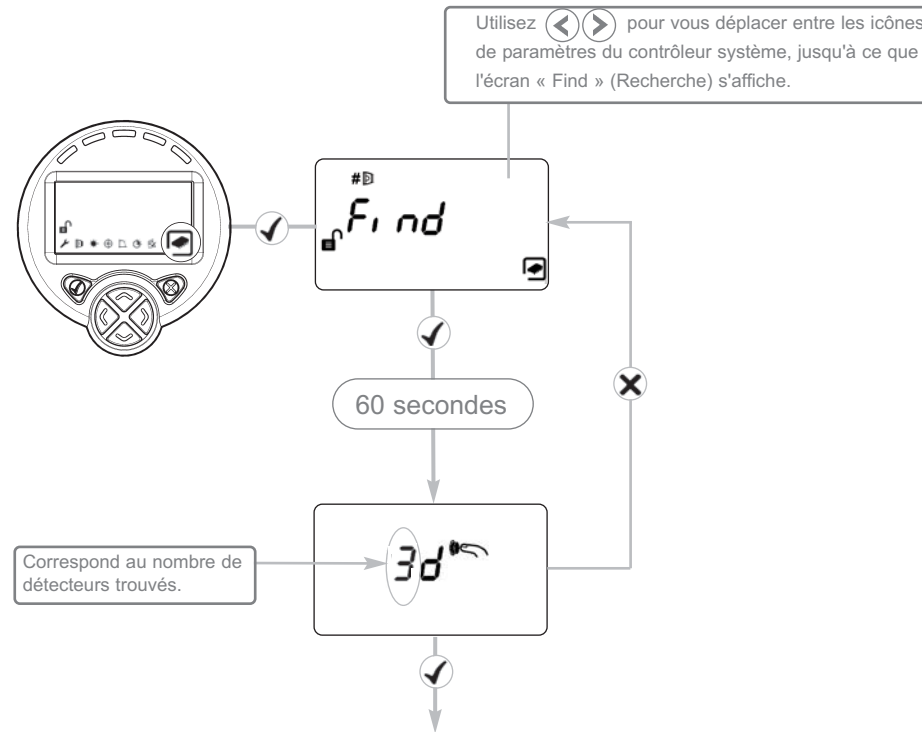 Utilisez pour vous déplacer entre les icônes
de paramètres du contrôleur système, jusqu'à ce que
l'écran « Find » (Recherche) s'affiche.
#
Find
60 secondes
Correspond au nombre de
détecteurs trouvés.
3d